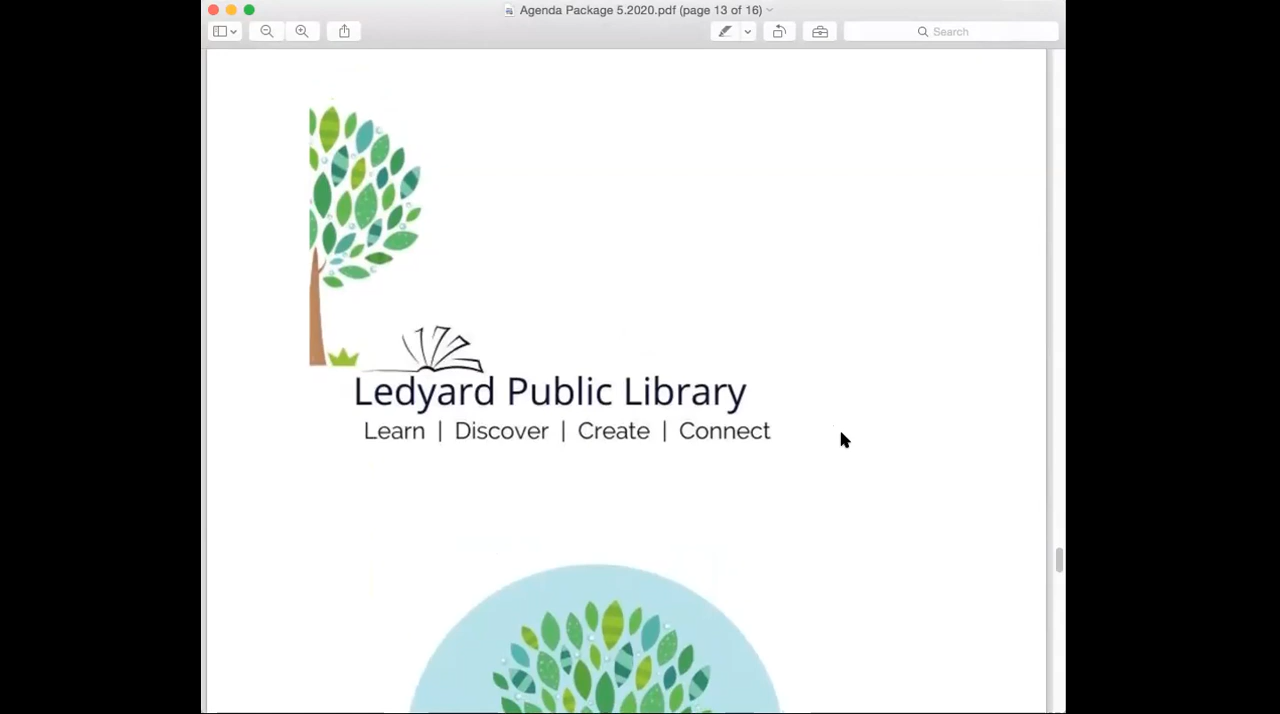 Agenda Package 5.2020.pdf (page 13 of 16)
Search
Ledyard Public Library
Learn | Discover | Create | Connect